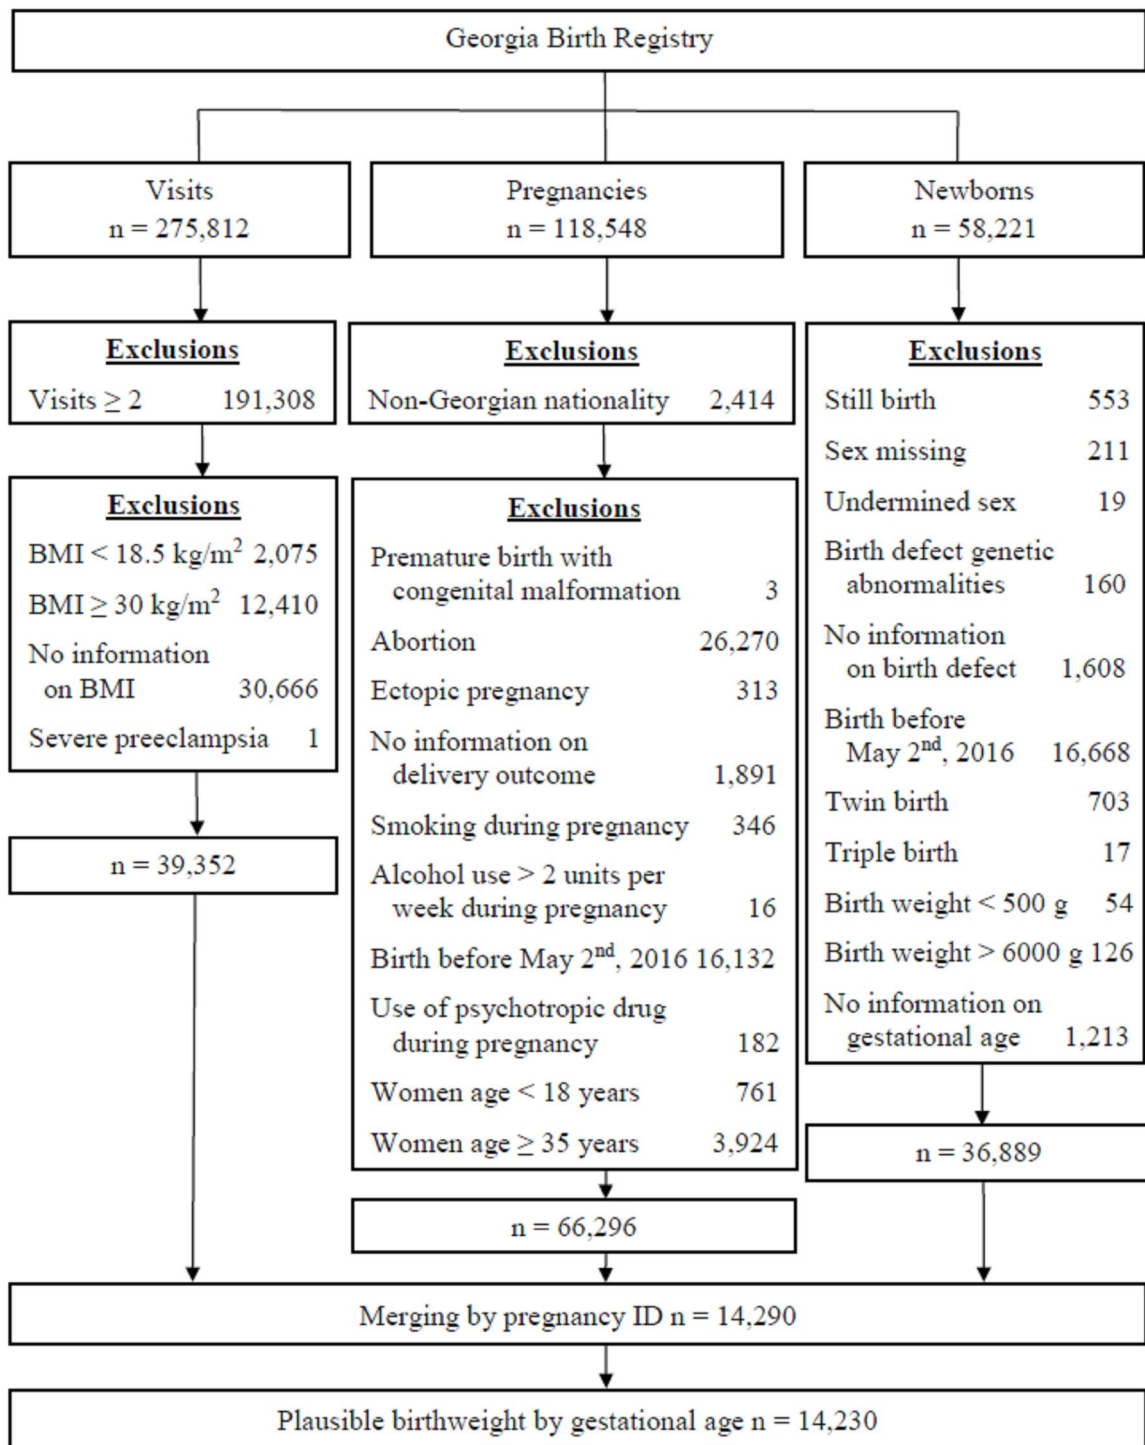 Georgia Birth Registry
Visits
n = 275,812
Pregnancies
n = 118,548
Newborns
n = 58,221
Exclusions
Visits ≥ 2 191,308
Exclusions
BMI < 18.5 kg/m² 2,075
BMI ≥ 30 kg/m² 12,410
No information
on BMI 30,666
Severe preeclampsia 1
n = 39,352
Exclusions
Non-Georgian nationality 2,414
Exclusions
Premature birth with
congenital malformation 3
Abortion 26,270
Ectopic pregnancy 313
No information on
delivery outcome 1,891
Smoking during pregnancy 346
Alcohol use > 2 units per
week during pregnancy 16
Birth before May 2nd, 2016 16,132
Use of psychotropic drug
during pregnancy 182
Women age < 18 years 761
Women age ≥ 35 years 3,924
n = 66,296
Exclusions
Still birth 553
Sex missing 211
Undermined sex 19
Birth defect genetic
abnormalities 160
No information
on birth defect 1,608
Birth before
May 2nd, 2016 16,668
Twin birth 703
Triple birth 17
Birth weight < 500 g 54
Birth weight > 6000 g 126
No information on
gestational age 1,213
n = 36,889
Merging by pregnancy ID n = 14,290
Plausible birthweight by gestational age n = 14,230